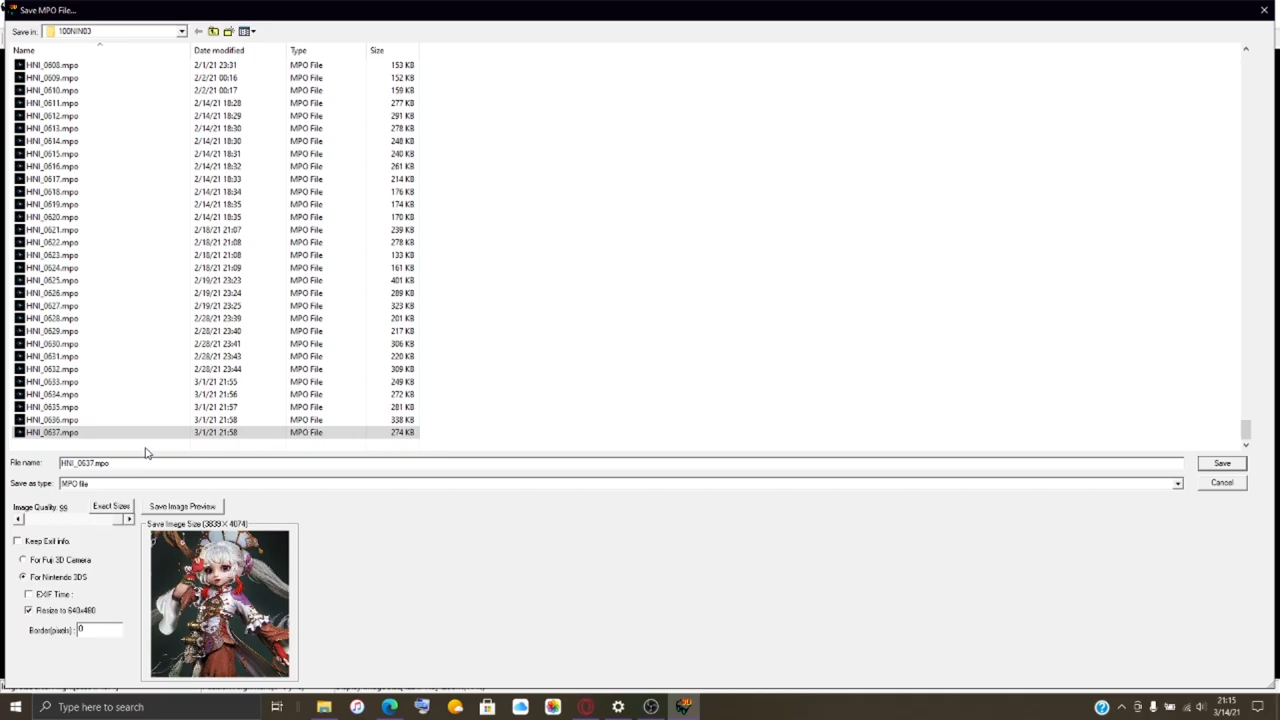 Save MPO File...
Save in: 100NIN03
Name Date modified Type Size
HNI_0608.mpo 2/1/21 23:31 MPO File 153 KB
HNI_0609.mpo 2/2/21 00:16 MPO File 152 KB
HNI_0610.mpo 2/2/21 00:17 MPO File 159 KB
HNI_0611.mpo 2/14/21 18:28 MPO File 277 KB
HNI_0612.mpo 2/14/21 18:29 MPO File 291 KB
HNI_0613.mpo 2/14/21 18:30 MPO File 278 KB
HNI_0614.mpo 2/14/21 18:30 MPO File 248 KB
HNI_0615.mpo 2/14/21 18:31 MPO File 240 KB
HNI_0616.mpo 2/14/21 18:32 MPO File 261 KB
HNI_0617.mpo 2/14/21 18:33 MPO File 214 KB
HNI_0618.mpo 2/14/21 18:34 MPO File 176 KB
HNI_0619.mpo 2/14/21 18:35 MPO File 174 KB
HNI_0620.mpo 2/14/21 18:35 MPO File 170 KB
HNI_0621.mpo 2/18/21 21:07 MPO File 239 KB
HNI_0622.mpo 2/18/21 21:08 MPO File 278 KB
HNI_0623.mpo 2/18/21 21:08 MPO File 133 KB
HNI_0624.mpo 2/18/21 21:09 MPO File 161 KB
HNI_0625.mpo 2/19/21 23:23 MPO File 401 KB
HNI_0626.mpo 2/19/21 23:24 MPO File 289 KB
HNI_0627.mpo 2/19/21 23:25 MPO File 323 KB
HNI_0628.mpo 2/28/21 23:39 MPO File 201 KB
HNI_0629.mpo 2/28/21 23:40 MPO File 217 KB
HNI_0630.mpo 2/28/21 23:41 MPO File 306 KB
HNI_0631.mpo 2/28/21 23:43 MPO File 220 KB
HNI_0632.mpo 2/28/21 23:44 MPO File 309 KB
HNI_0633.mpo 3/1/21 21:55 MPO File 249 KB
HNI_0634.mpo 3/1/21 21:56 MPO File 272 KB
HNI_0635.mpo 3/1/21 21:57 MPO File 281 KB
HNI_0636.mpo 3/1/21 21:58 MPO File 338 KB
HNI_0637.mpo 3/1/21 21:58 MPO File 274 KB
File name: HNI_0637.mpo Save
Save as type: MPO file Cancel
Image Quality: 99 Exact Sizes Save Image Preview
Save Image Size (3839 X 4074)
Keep Exif info.
For Fuji 3D Camera
For Nintendo 3DS
EXIF Time :
Resize to 640x480
Border(pixels) : 0
Type here to search
21:15
3/14/21